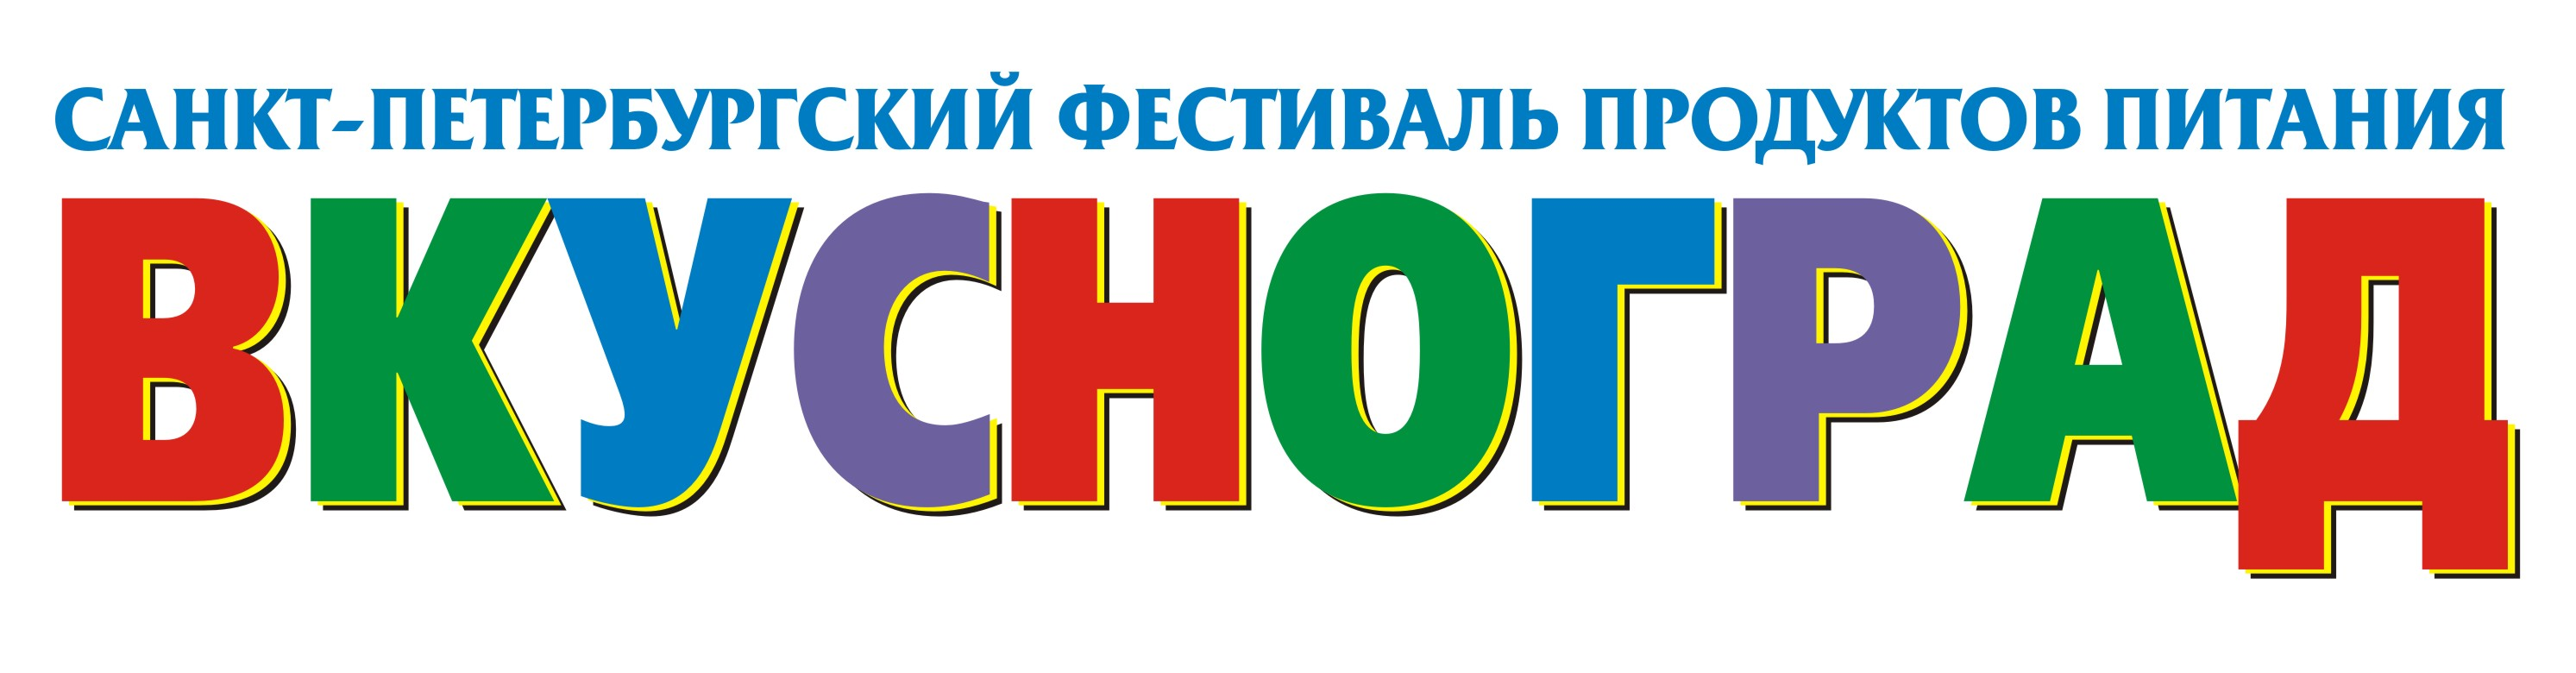 САНКТ-ПЕТЕРБУРГСКИЙ ФЕСТИВАЛЬ ПРОДУКТОВ ПИТАНИЯ
ВКУСНОГРАД